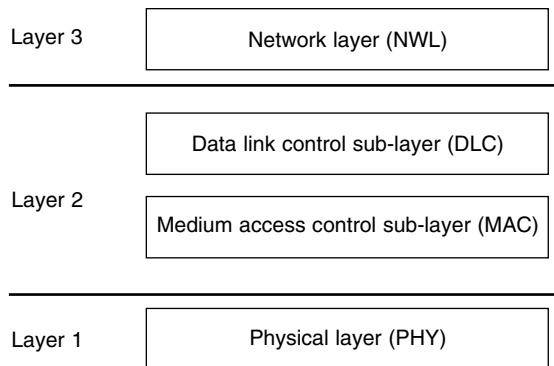 Layer 3
Network layer (NWL)
Data link control sub-layer (DLC)
Layer 2
Medium access control sub-layer (MAC)
Layer 1
Physical layer (PHY)